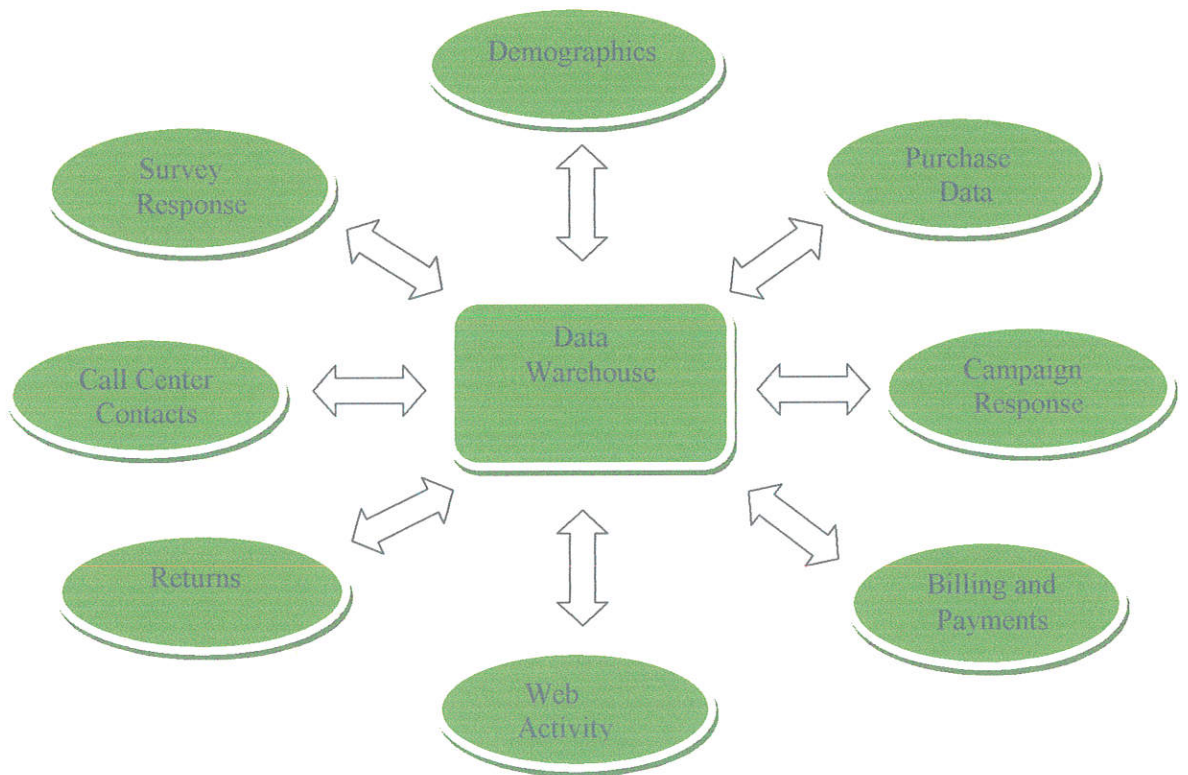 Demographics
Survey
Response
Purchase
Data
Data
Warehouse
Call Center
Contacts
Campaign
Response
Returns
Billing and
Payments
Web
Activity